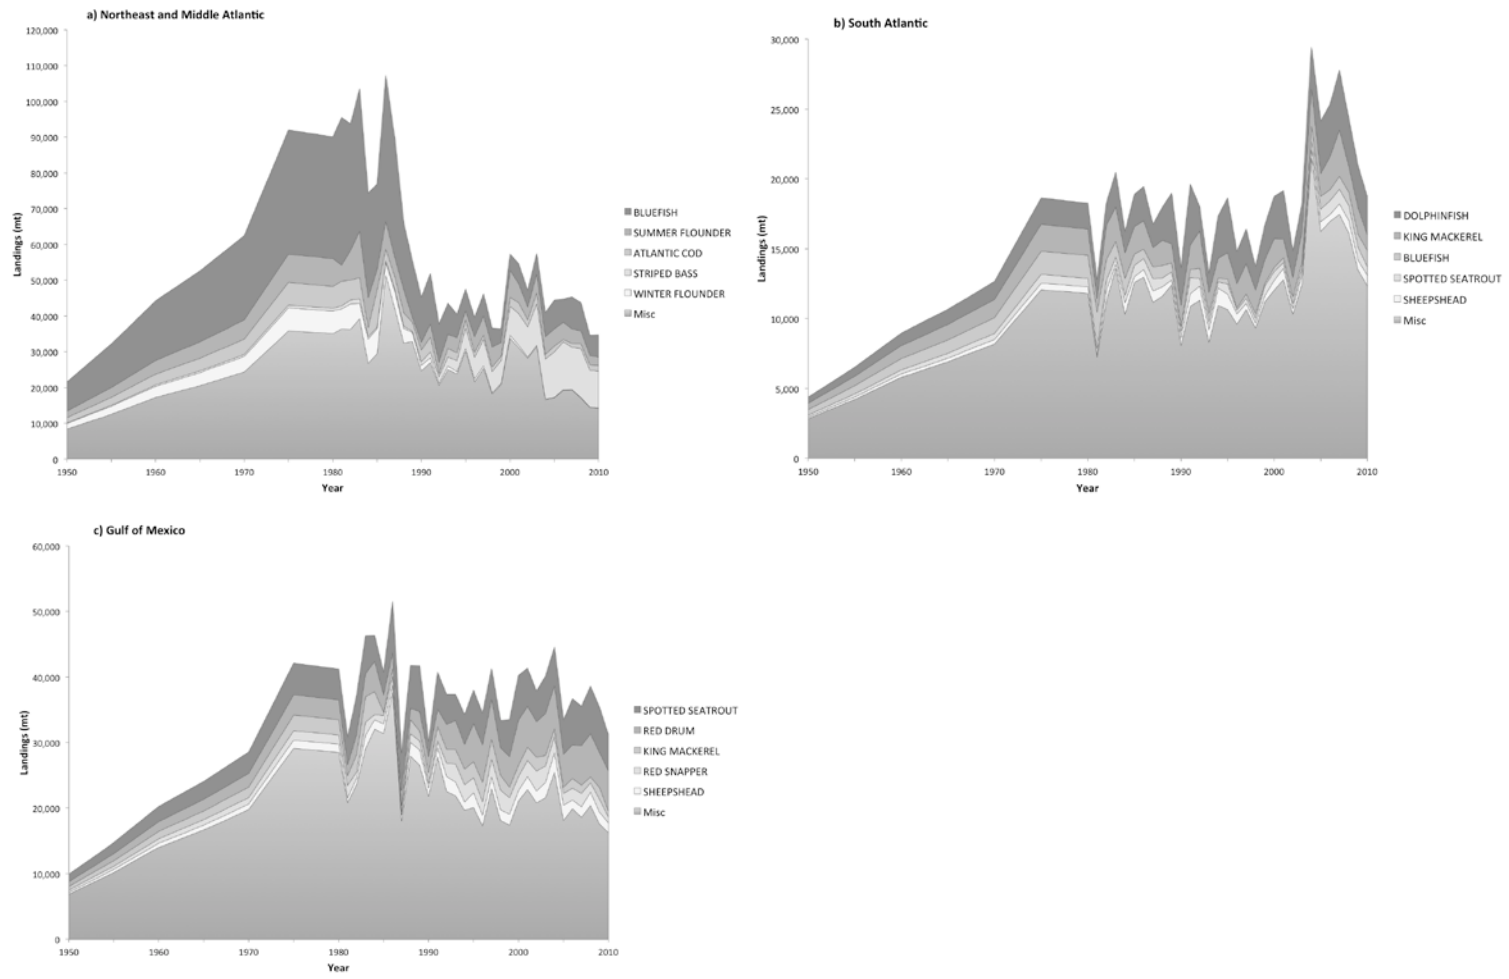 a) Northeast and Middle Atlantic
120,000
110,000
100,000
90,000
80,000
70,000
60,000
50,000
40,000
30,000
20,000
10,000
0
Landings (mt)
1950 1960 1970 1980 1990 2000 2010
Year
BLUEFISH
SUMMER FLOUNDER
ATLANTIC COD
STRIPED BASS
WINTER FLOUNDER
Misc
b) South Atlantic
30,000
25,000
20,000
15,000
10,000
5,000
0
Landings (mt)
1950 1960 1970 1980 1990 2000 2010
Year
DOLPHINFISH
KING MACKEREL
BLUEFISH
SPOTTED SEATROUT
SHEEPSHEAD
Misc
c) Gulf of Mexico
60,000
50,000
40,000
30,000
20,000
10,000
0
Landings (mt)
1950 1960 1970 1980 1990 2000 2010
Year
SPOTTED SEATROUT
RED DRUM
KING MACKEREL
RED SNAPPER
SHEEPSHEAD
Misc